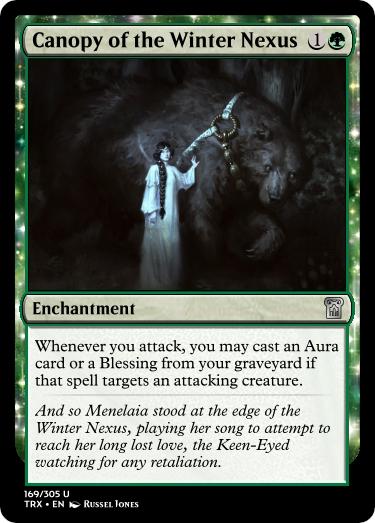 Canopy of the Winter Nexus 1
Enchantment
Whenever you attack, you may cast an Aura
card or a Blessing from your graveyard if
that spell targets an attacking creature.
And so Menelaia stood at the edge of the
Winter Nexus, playing her song to attempt to
reach her long lost love, the Keen-Eyed
watching for any retaliation.
169/305 U
TRX • EN Russel Jones